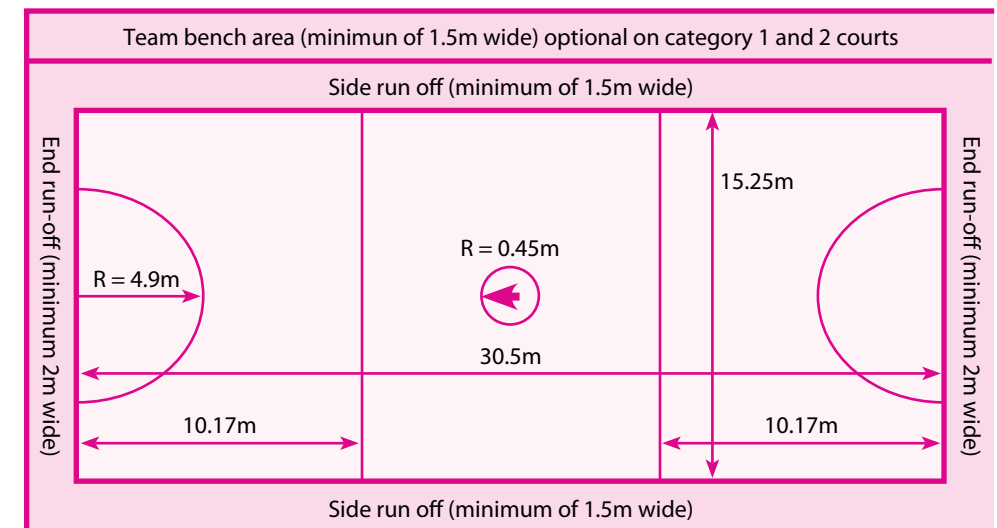 Team bench area (minimun of 1.5m wide) optional on category 1 and 2 courts
Side run off (minimum of 1.5m wide)
End run-off (minimum 2m wide)
End run-off (minimum 2m wide)
15.25m
R = 0.45m
R = 4.9m
30.5m
10.17m
10.17m
Side run off (minimum of 1.5m wide)